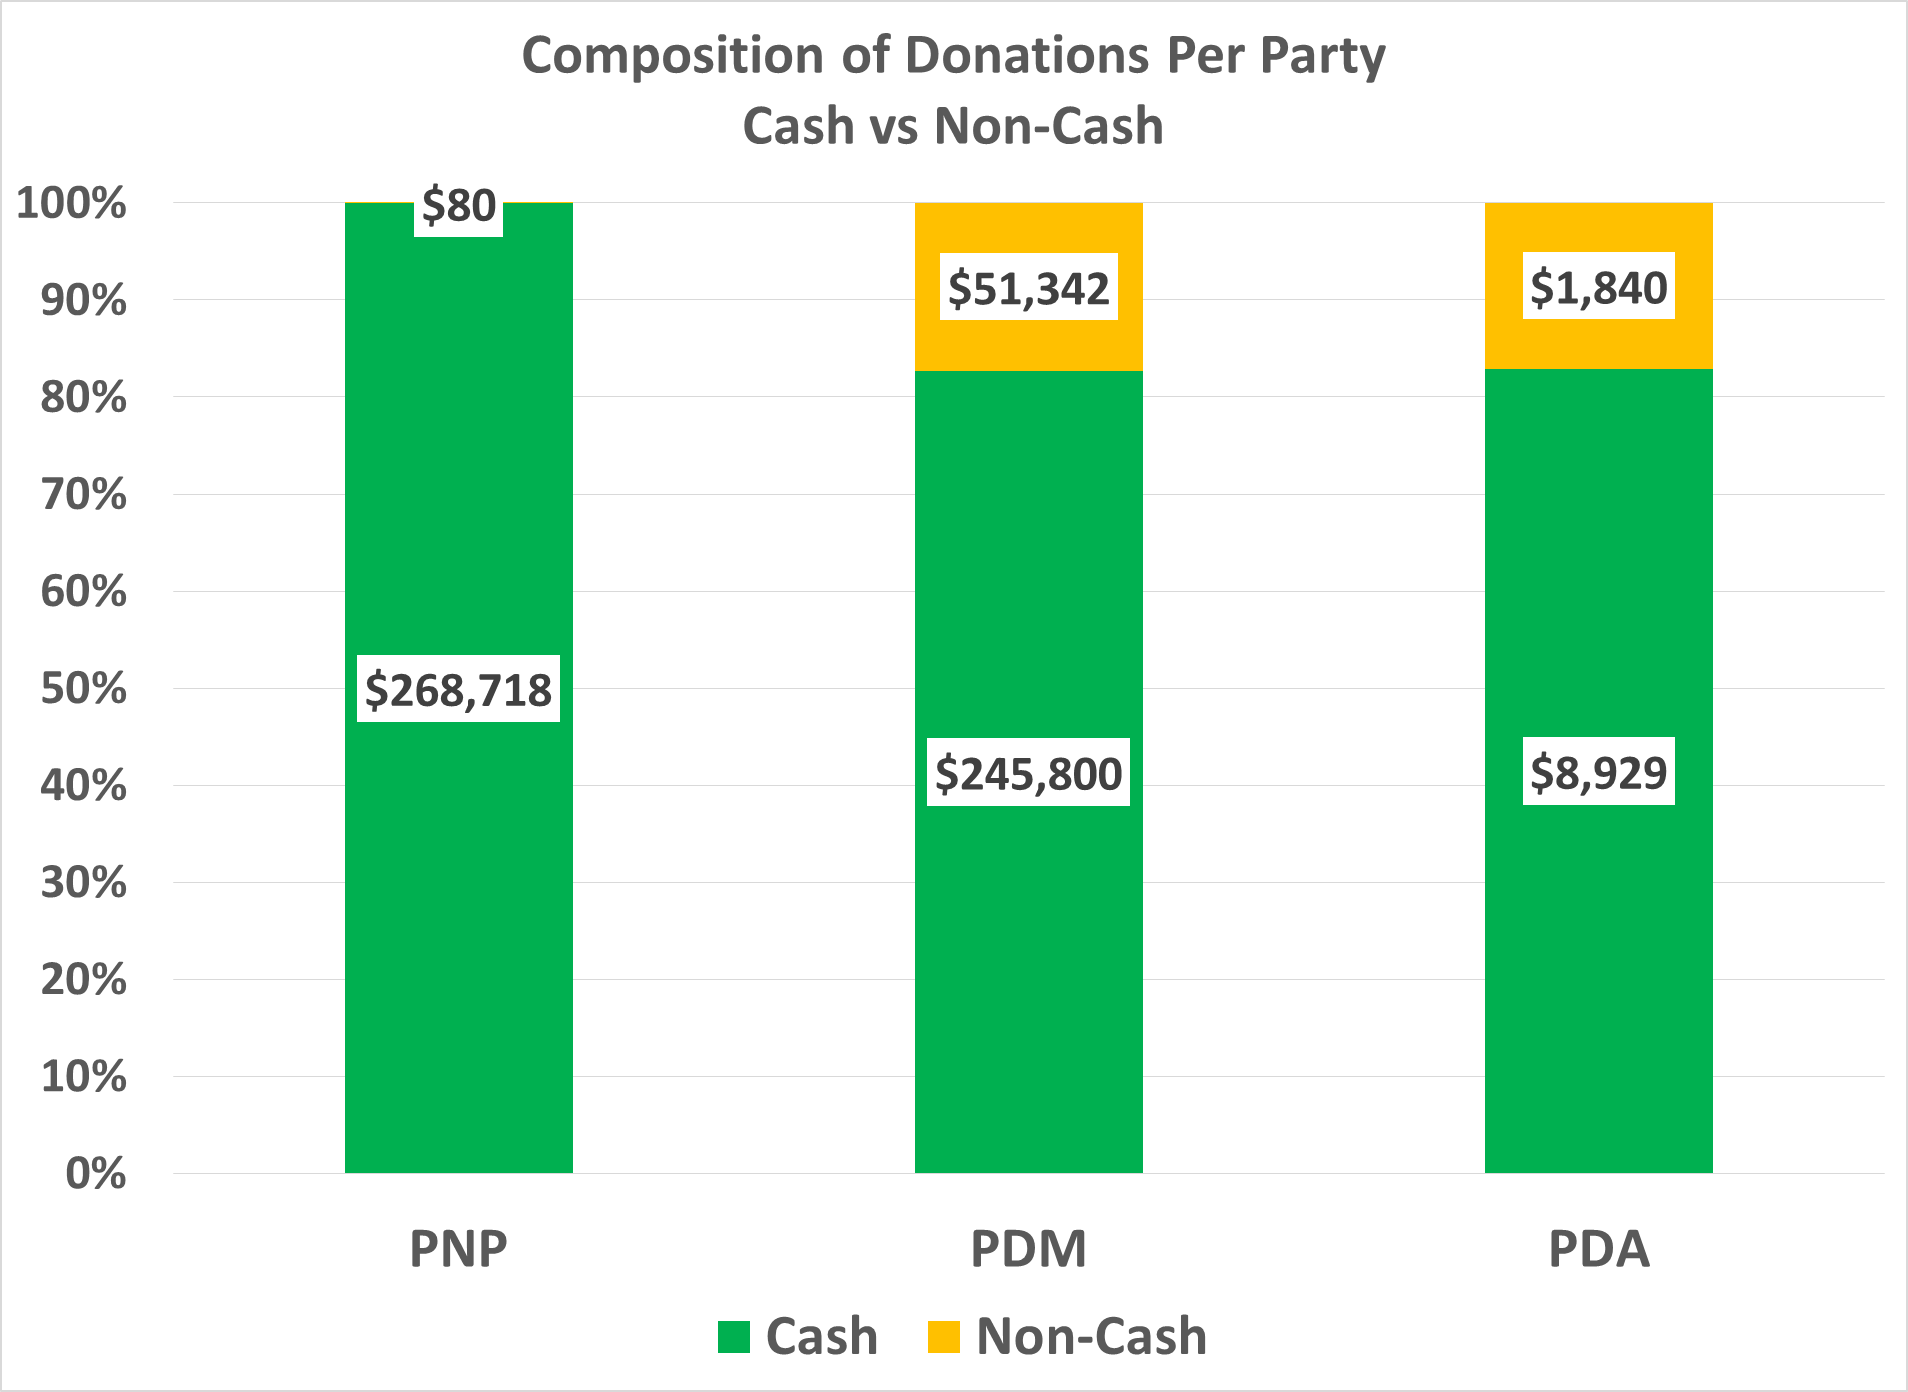 Composition of Donations Per Party
Cash vs Non-Cash
100%
90%
80%
70%
60%
50%
40%
30%
20%
10%
0%
$80
$268,718
$51,342
$245,800
$1,840
$8,929
PNP
PDM
PDA
Cash
Non-Cash